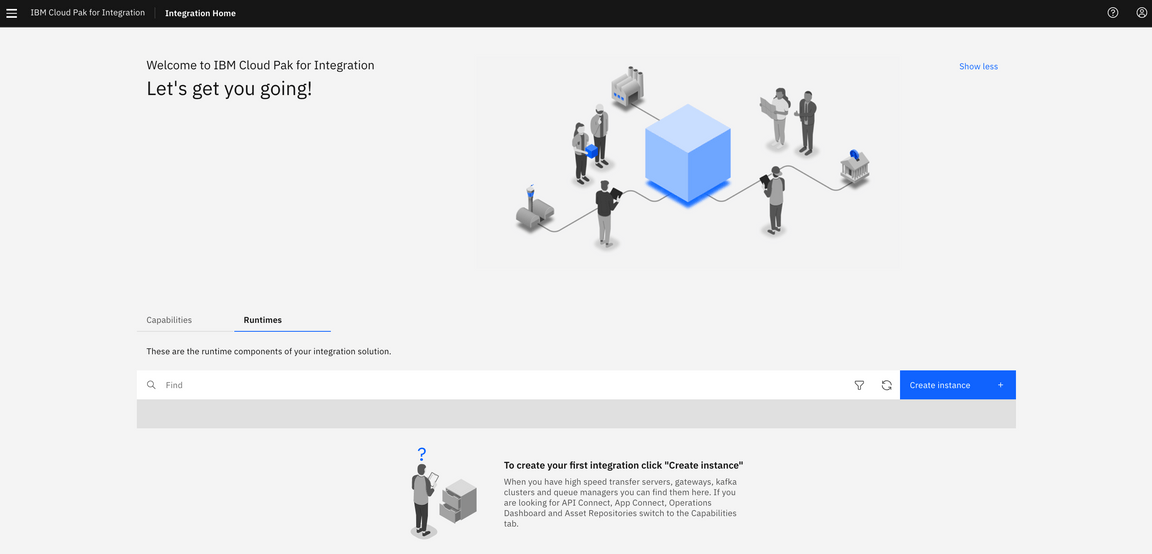 IBM Cloud Pak for Integration
Integration Home
Welcome to IBM Cloud Pak for Integration
Let's get you going!
Show less
Capabilities
Runtimes
These are the runtime components of your integration solution.
Find
Create instance +
?
To create your first integration click "Create instance"
When you have high speed transfer servers, gateways, kafka
clusters and queue managers you can find them here. If you
are looking for API Connect, App Connect, Operations
Dashboard and Asset Repositories switch to the Capabilities
tab.